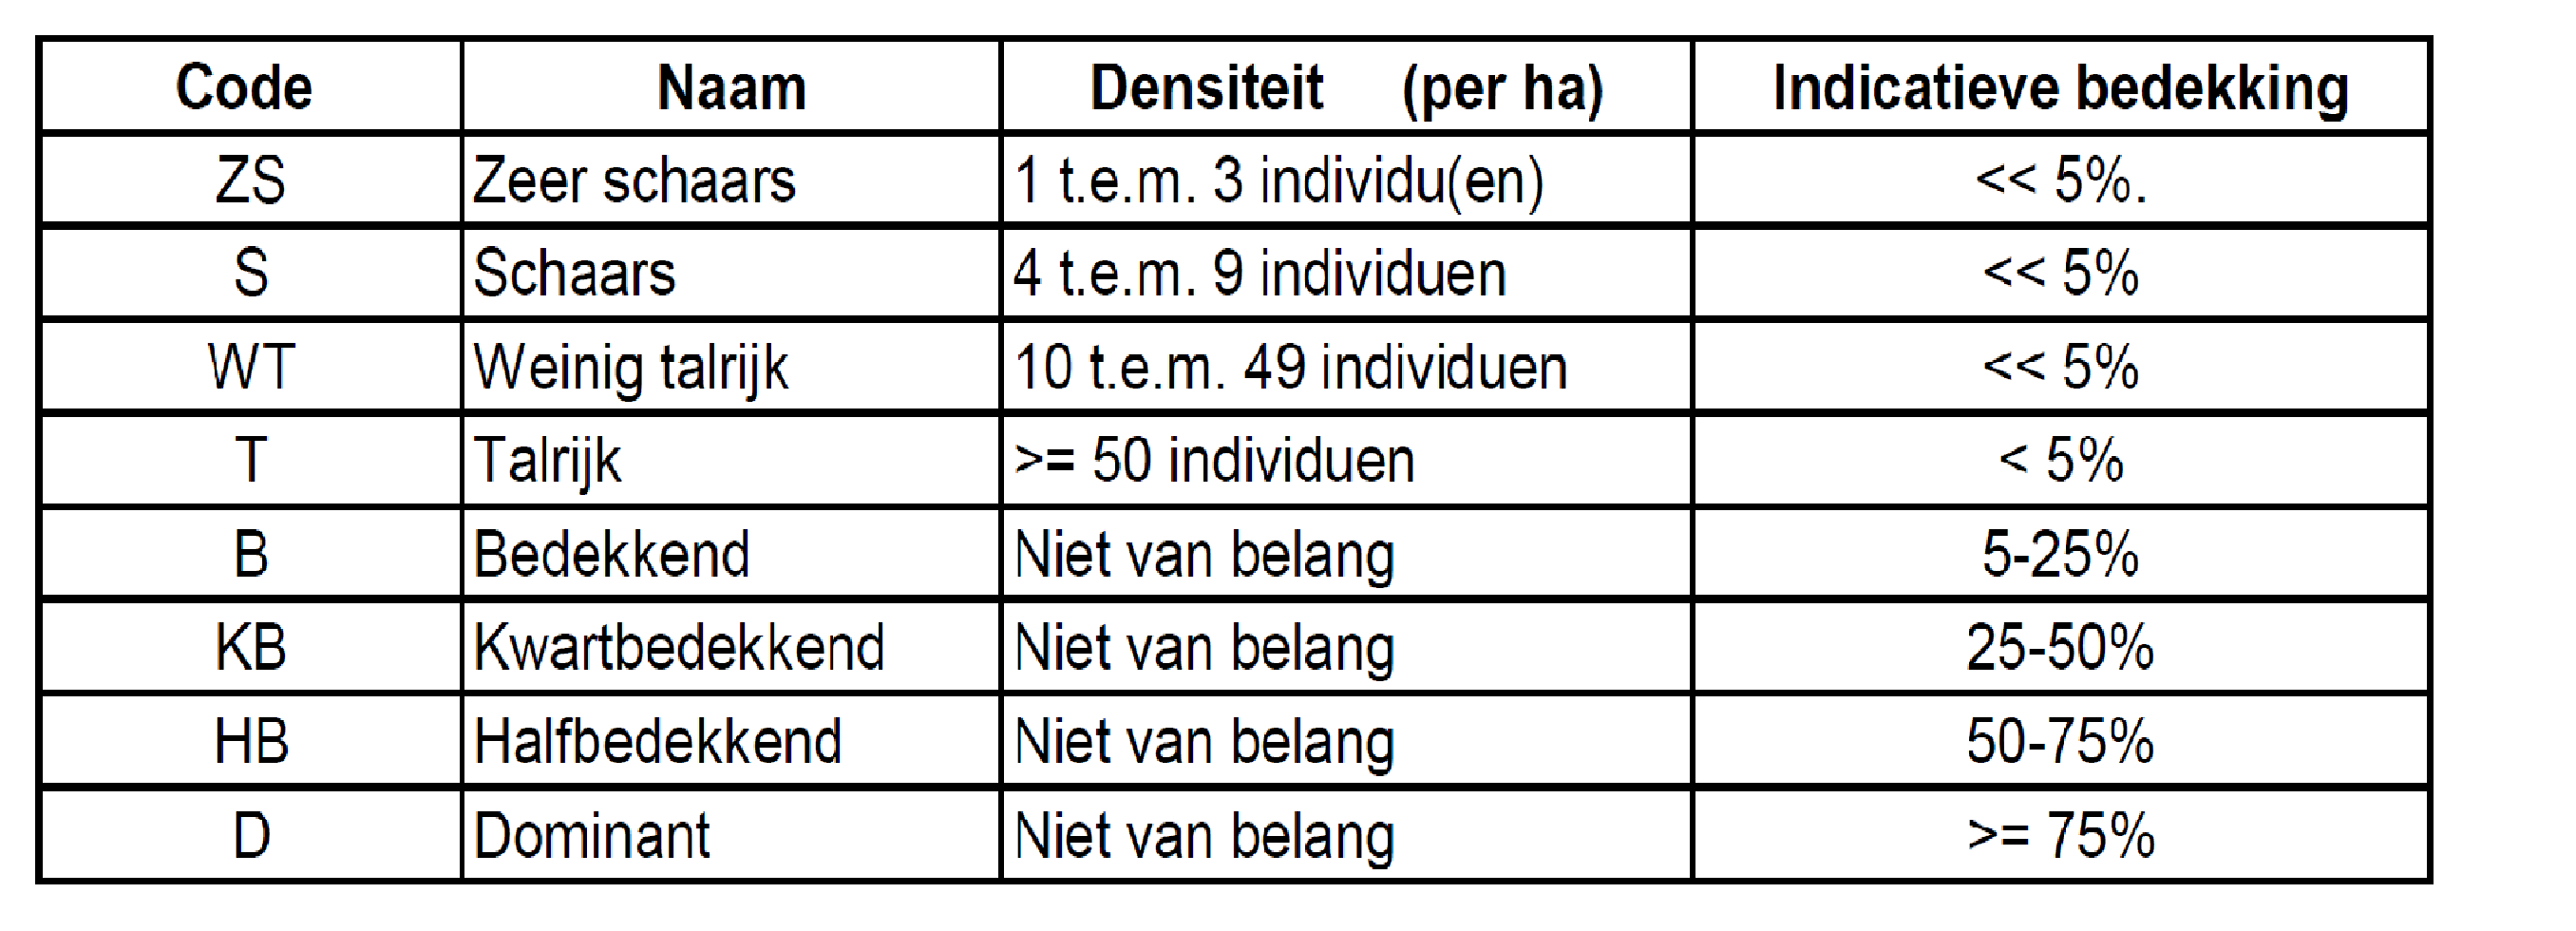 Code Naam Densiteit (per ha) Indicatieve bedekking
ZS Zeer schaars 1 t.e.m. 3 individu(en) << 5%.
S Schaars 4 t.e.m. 9 individuen << 5%
WT Weinig talrijk 10 t.e.m. 49 individuen << 5%
T Talrijk >= 50 individuen < 5%
B Bedekkend Niet van belang 5-25%
KB Kwartbedekkend Niet van belang 25-50%
HB Halfbedekkend Niet van belang 50-75%
D Dominant Niet van belang >= 75%